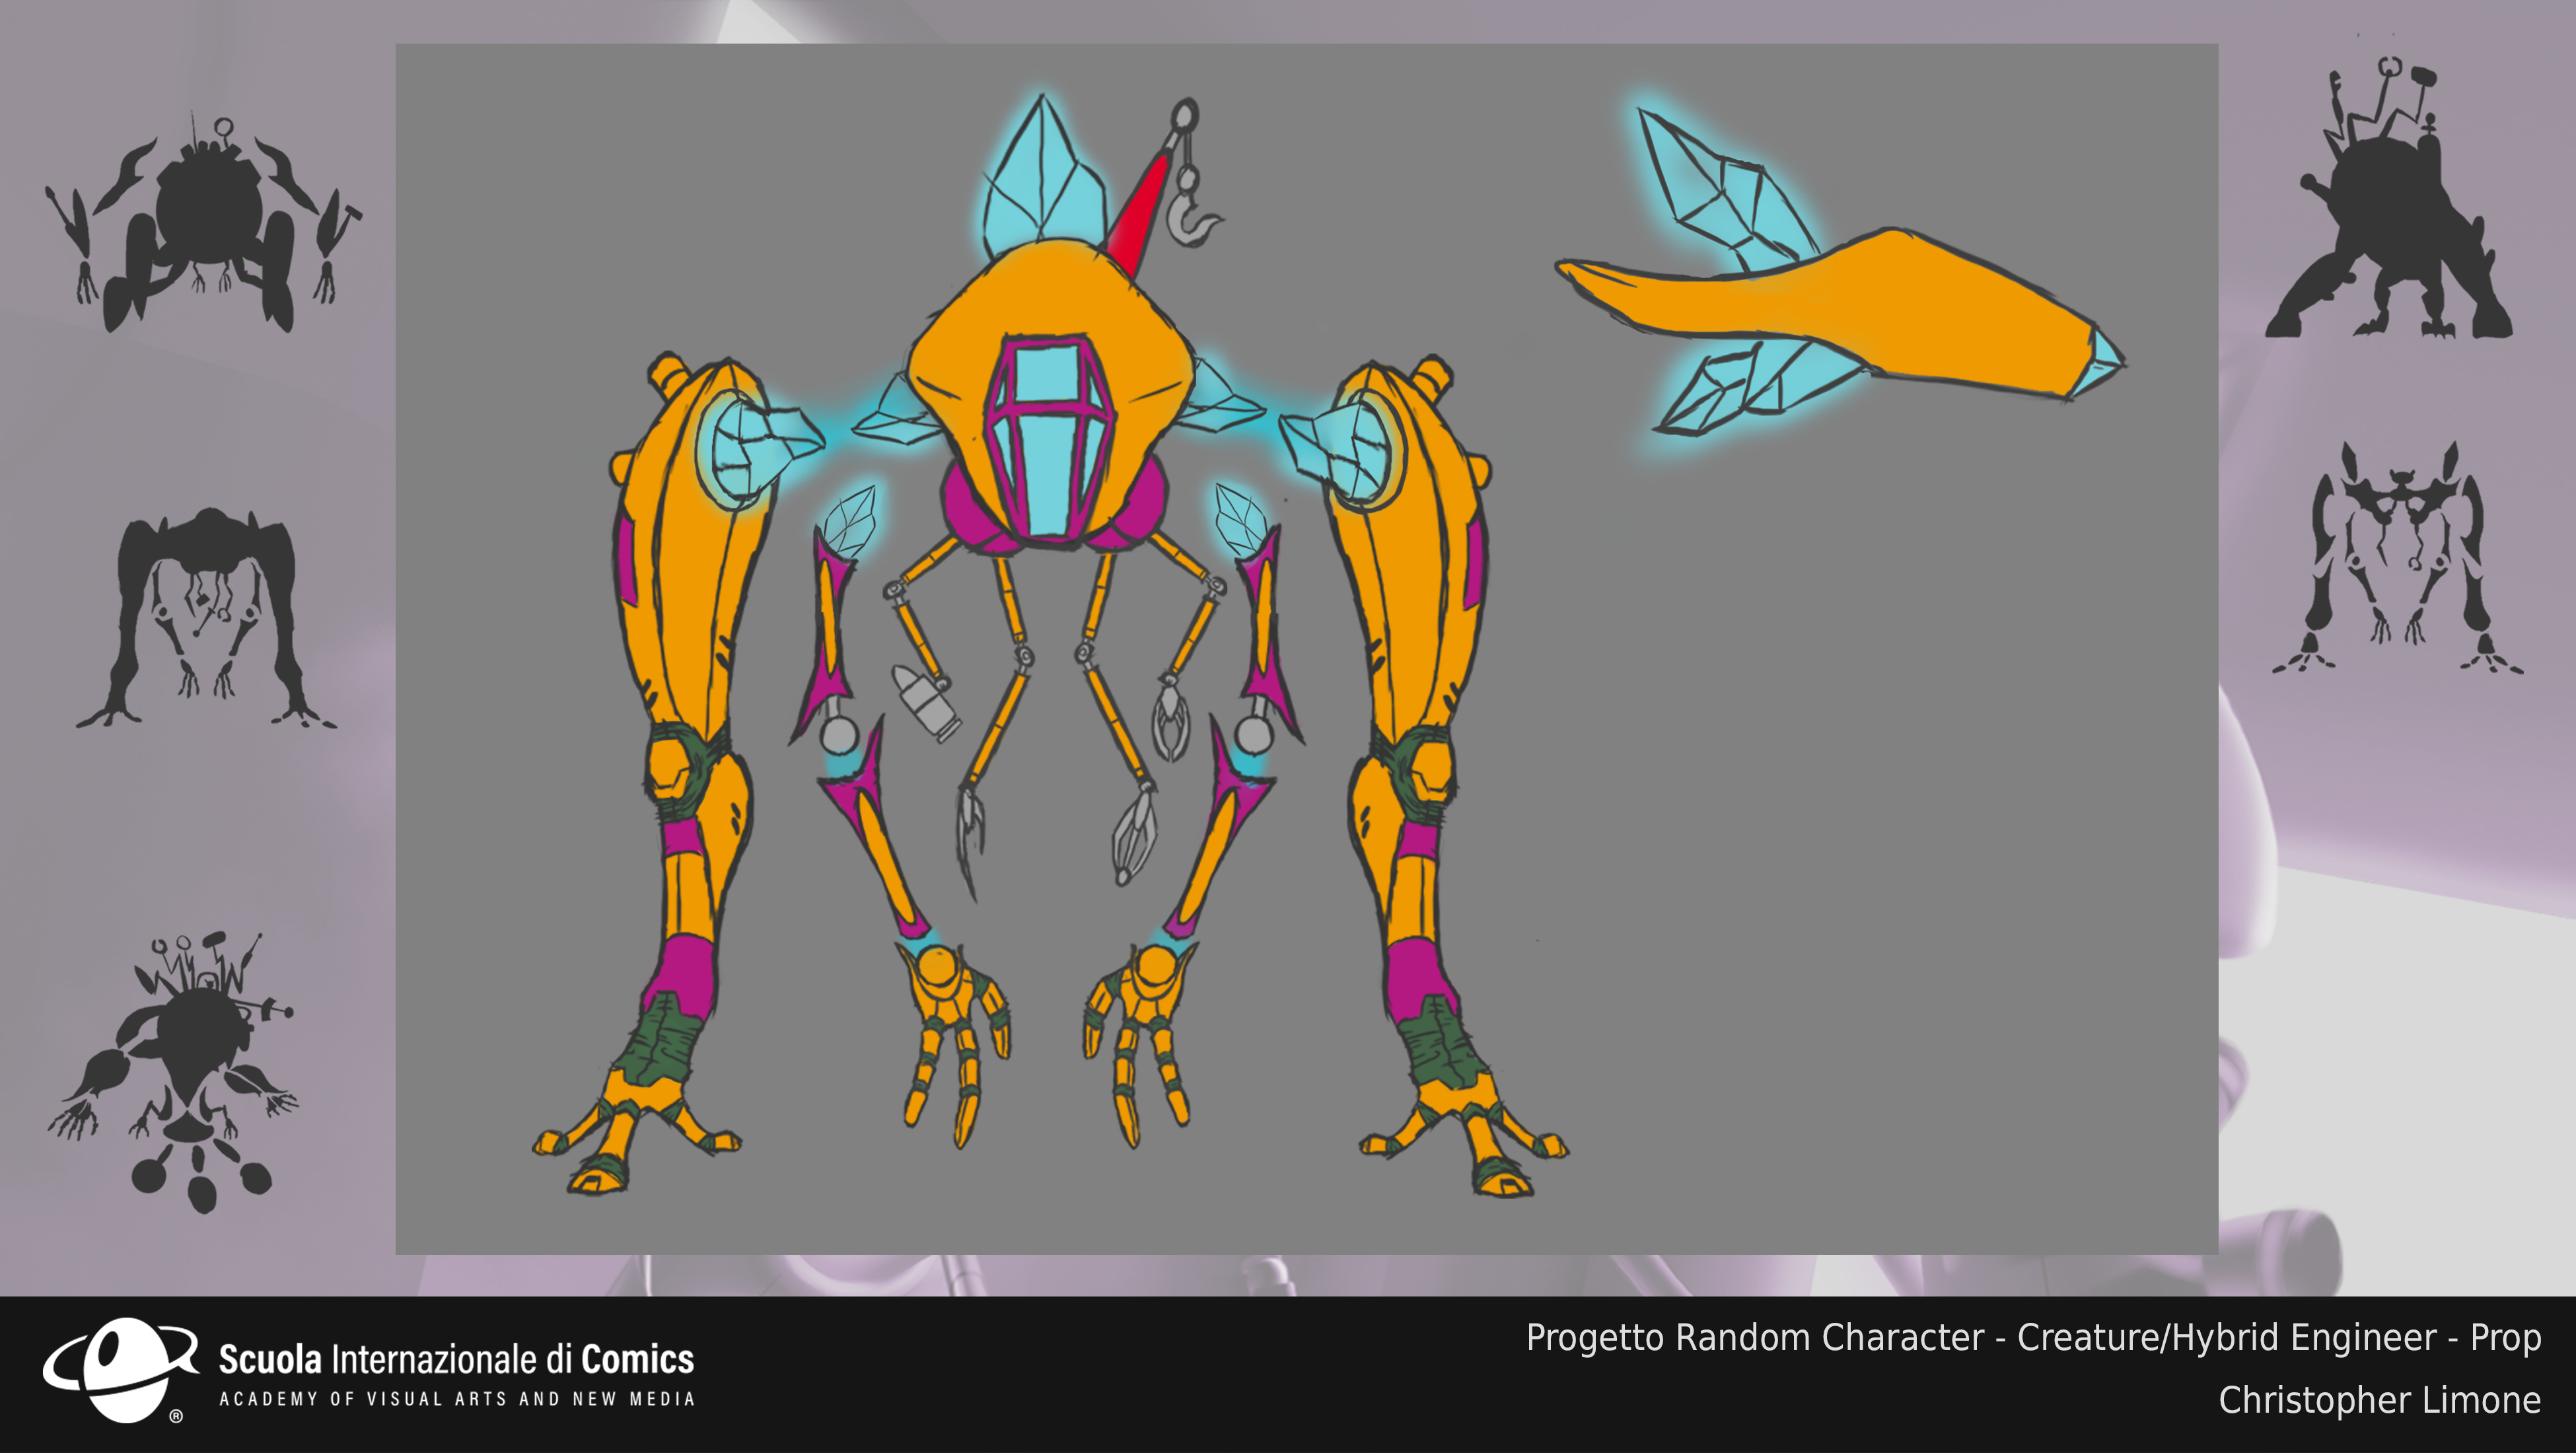 Scuola Internazionale di Comics
ACADEMY OF VISUAL ARTS AND NEW MEDIA
®
Progetto Random Character - Creature/Hybrid Engineer - Prop
Christopher Limone